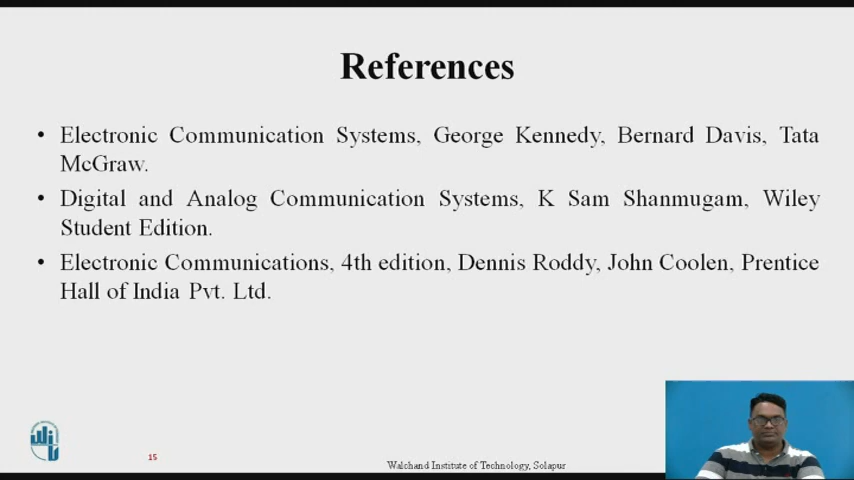 References
• Electronic Communication Systems, George Kennedy, Bernard Davis, Tata
McGraw.
• Digital and Analog Communication Systems, K Sam Shanmugam, Wiley
Student Edition.
• Electronic Communications, 4th edition, Dennis Roddy, John Coolen, Prentice
Hall of India Pvt. Ltd.
15
Walchand Institute of Technology, Solapur